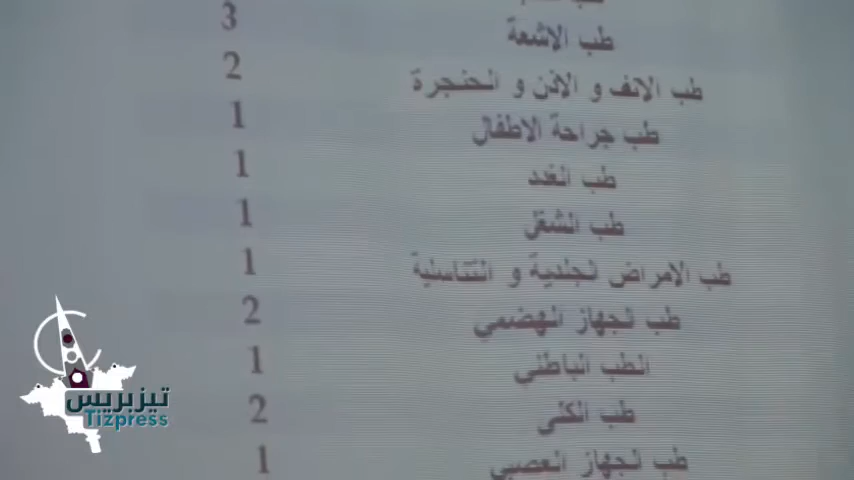 طب الاشعة 3
طب الانف و الاذن و الحنجرة 2
طب جراحة الاطفال 1
طب الغدد 1
طب الشغل 1
طب الامراض الجلدية و التناسلية 1
طب الجهاز الهضمي 2
الطب الباطني 1
طب الكلى 2
طب الجهاز العصبي 1
تيزبريس
Tizpress